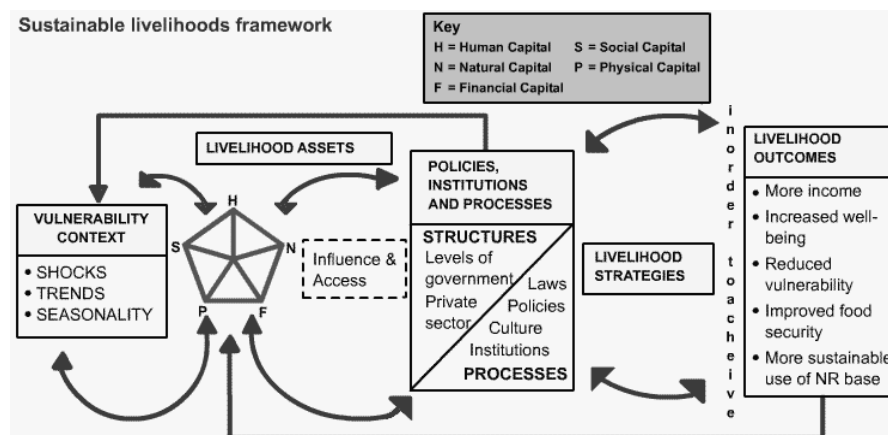 Sustainable livelihoods framework
Key
H = Human Capital S = Social Capital
N = Natural Capital P = Physical Capital
F = Financial Capital
LIVELIHOOD ASSETS
H
S
N
P
F
VULNERABILITY
CONTEXT
• SHOCKS
• TRENDS
• SEASONALITY
Influence &
Access
POLICIES,
INSTITUTIONS
AND PROCESSES
STRUCTURES
Levels of
government
Private
sector
Laws
Policies
Culture
Institutions
PROCESSES
LIVELIHOOD
STRATEGIES
inorder toacheive
LIVELIHOOD
OUTCOMES
• More income
• Increased well-
being
• Reduced
vulnerability
• Improved food
security
• More sustainable
use of NR base